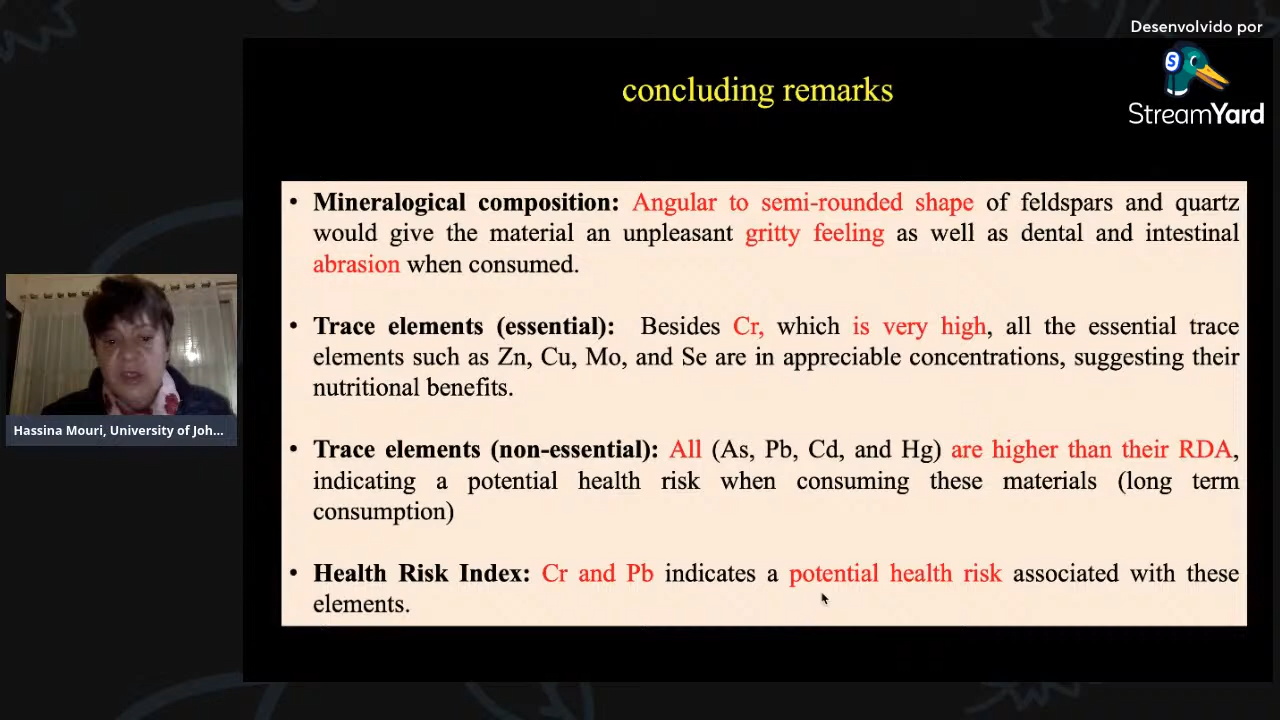 Desenvolvido por
StreamYard
concluding remarks
• Mineralogical composition: Angular to semi-rounded shape of feldspars and quartz
would give the material an unpleasant gritty feeling as well as dental and intestinal
abrasion when consumed.
• Trace elements (essential): Besides Cr, which is very high, all the essential trace
elements such as Zn, Cu, Mo, and Se are in appreciable concentrations, suggesting their
nutritional benefits.
• Trace elements (non-essential): All (As, Pb, Cd, and Hg) are higher than their RDA,
indicating a potential health risk when consuming these materials (long term
consumption)
• Health Risk Index: Cr and Pb indicates a potential health risk associated with these
elements.
Hassina Mouri, University of Joh...